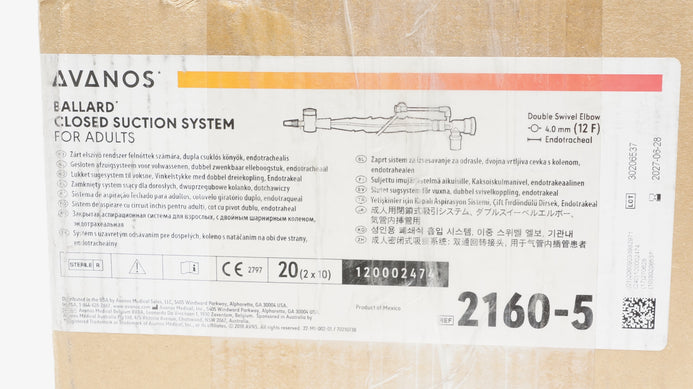 AVANOS*
BALLARD*
CLOSED SUCTION SYSTEM
FOR ADULTS
Double Swivel Elbow
4.0 mm (12 F)
Endotracheal
Zárt elszívó rendszer felnőttek számára, dupla csuklós könyök, endotrachealis
Gesloten afzuigsysteem voor volwassenen, dubbel zwenkbaar elleboogstuk, Endotracheaal
Lukket sugesystem til voksne, Vinkelstykke med dobbel dreiekopling, Endotrakeal
Zamknięty system ssący dla dorosłych, dwuprzegubowe kolanko, dotchawiczy
Sistema de aspiração fechado para adultos, cotovelo giratório duplo, endotraqueal
Sistem de aspirare cu circuit închis pentru adulți, cot cu pivot dublu, endotraheal
Закрытая аспирационная система для взрослых, с двойным шарнирным коленом,
эндотрахеальная
System s uzavretým odsávaním pre dospelých, koleno s natáčaním na obidve strany,
endotracheálny
Zaprt sistem za izsesavanje za odrasle, dvojna vrtljiva cevka s kolenom,
endotrahealen
Suljettu imujärjestelmä aikuisille, Kaksoiskulmanivel, endotrakeaalinen
Slutet sugsystem för vuxna, dubbel svivelkoppling, endotrakeal
Yetişkinler için Kapalı Aspirasyon Sistemi, Çift Fırdöndülü Dirsek, Endotrakeal
成人用閉鎖式吸引システム、ダブルスイーベルエルボー、
気管内挿管用
성인용 폐쇄식 흡입 시스템, 이중 스위벨 엘보, 기관내
成人密闭式吸痰系统: 双通回转接头, 用于气管内插管患者
LOT 30206537
2027-06-28
STERILE R
CE 2797
20 (2 x 10)
120002474
Product of Mexico
REF 2160-5